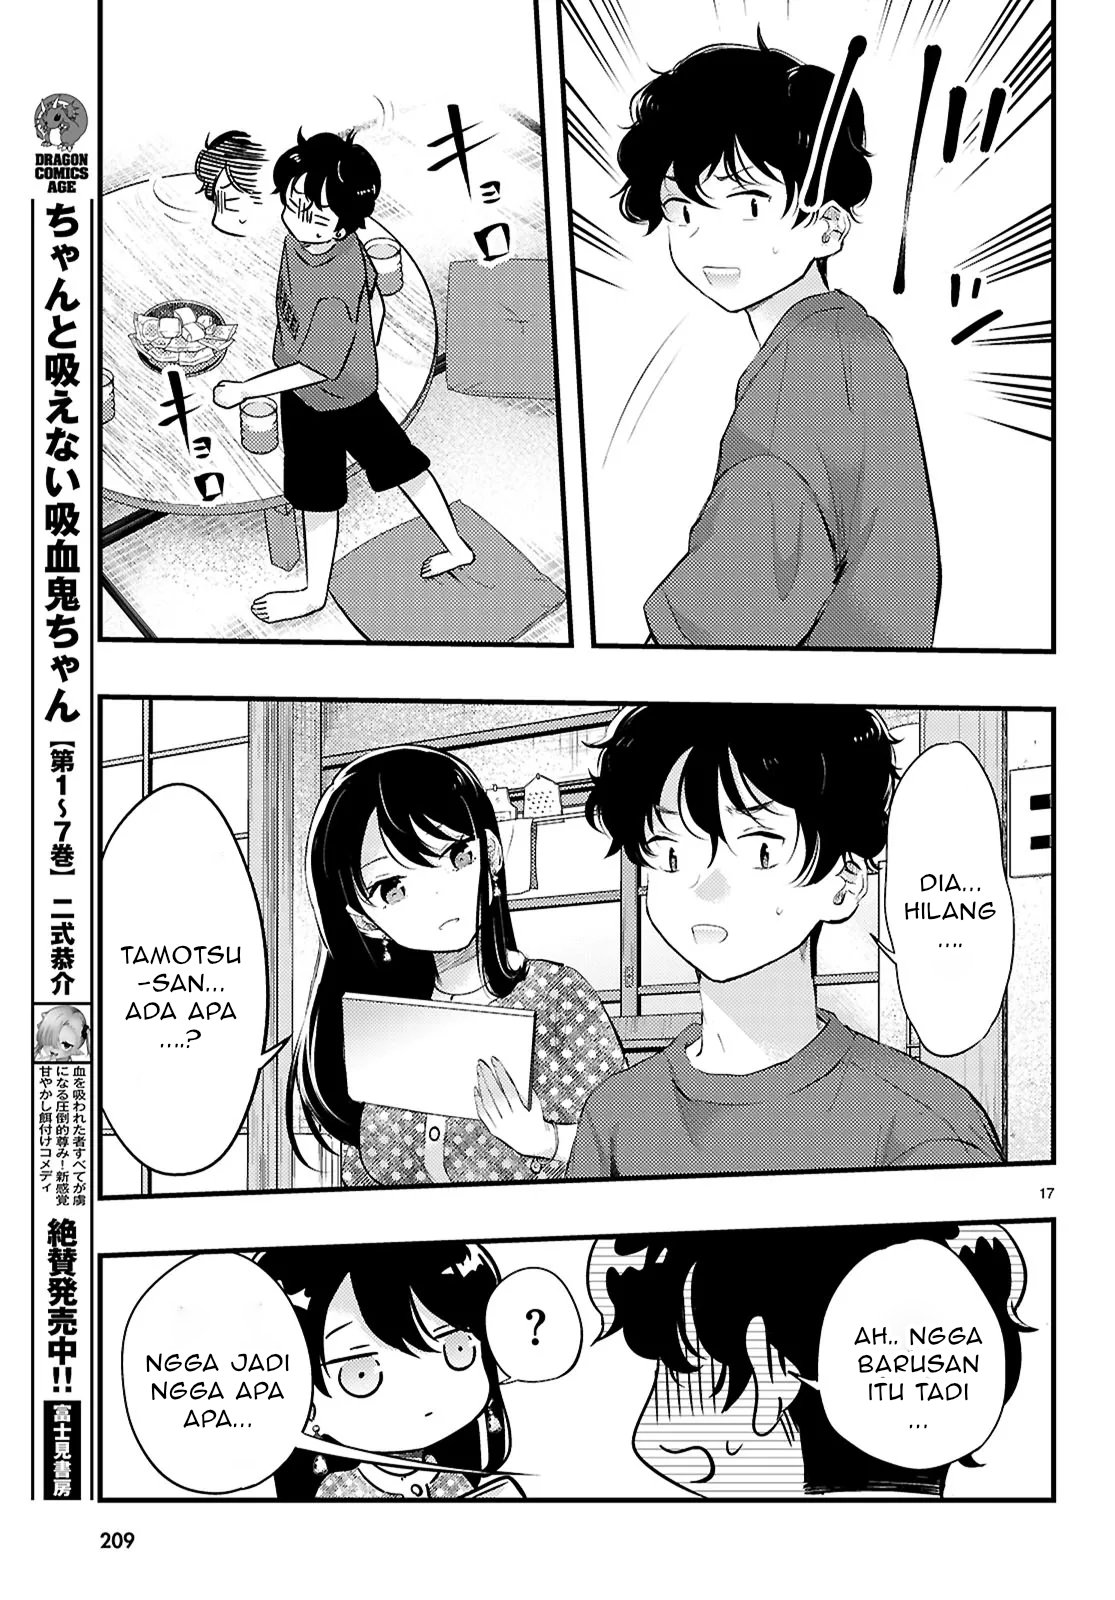 バッ
キョロ
キョロ
DIA...
HILANG
....
TAMOTSU
-SAN...
ADA APA
....?
17
AH.. NGGA
BARUSAN
ITU TADI
...
?
NGGA JADI
NGGA APA
APA...
209
DRAGON
COMICS
AGE
ちゃんと吸えない吸血鬼ちゃん
【第1~7巻】 二式恭介
血を吸われた者すべてが虜
になる圧倒的尊み!新感覚
甘やかし餌付けコメディ
絶賛発売中!!
富士見書房